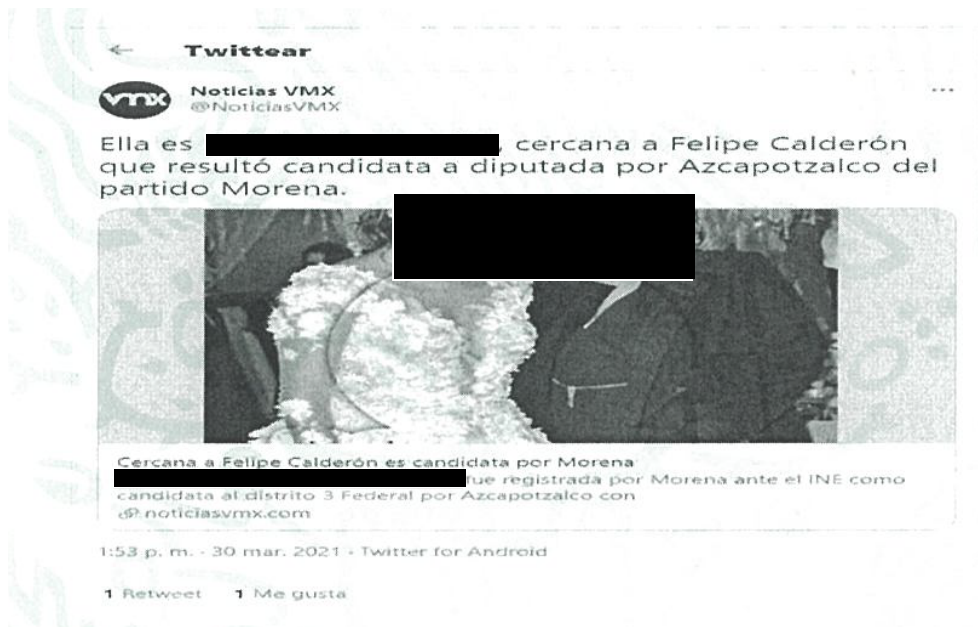 ← Twittear
vmx
Noticias VMX
@NoticiasVMX
...
Ella es , cercana a Felipe Calderón
que resultó candidata a diputada por Azcapotzalco del
partido Morena.
Cercana a Felipe Calderón es candidata por Morena
fue registrada por Morena ante el INE como
candidata al distrito 3 Federal por Azcapotzalco con
noticiasvmx.com
1:53 p. m. · 30 mar. 2021 · Twitter for Android
1 Retweet 1 Me gusta